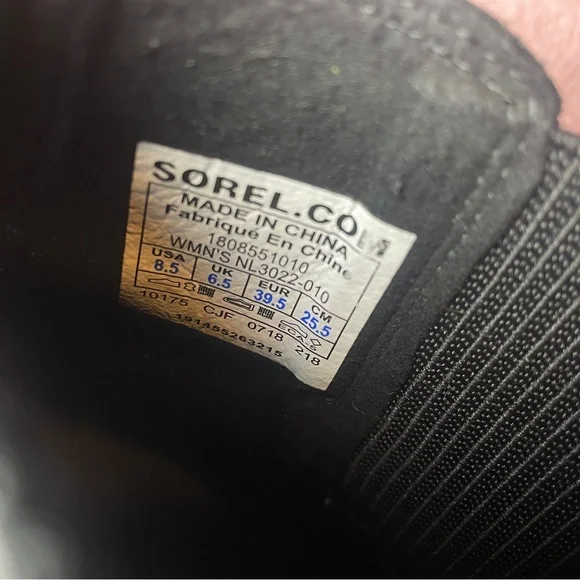 SØREL.COM
MADE IN CHINA
Fabriqué En Chine
1808551010
WMN'S NL3022-010
USA UK EUR CM
8.5 6.5 39.5 25.5
10175 CJF 0718 218
191455263215